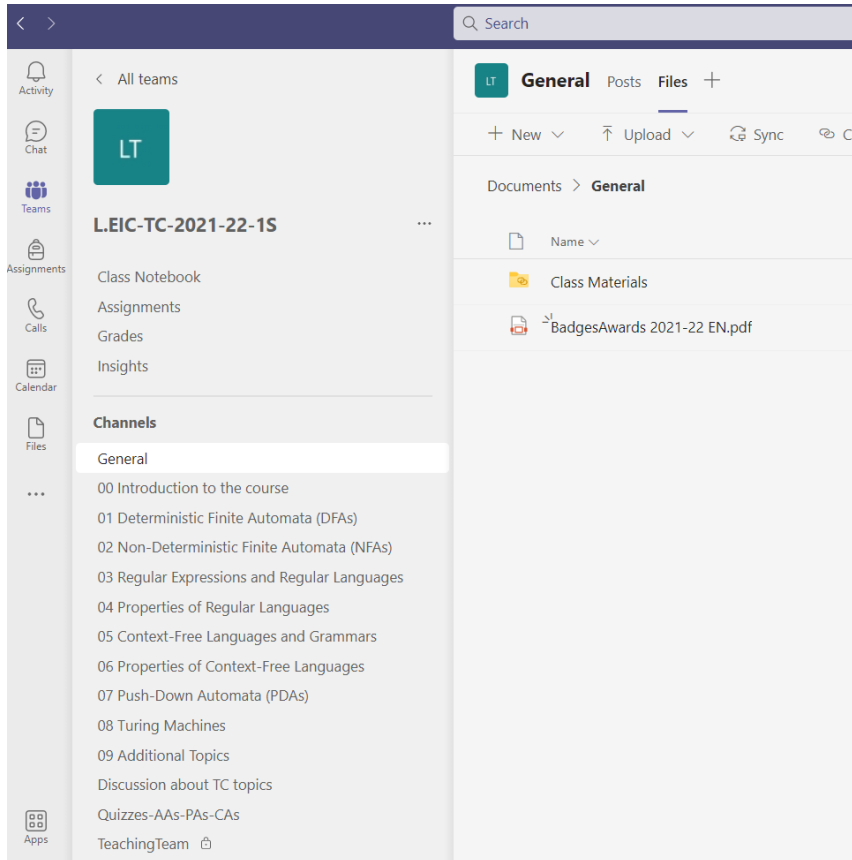 Search
Activity
Chat
Teams
Assignments
Calls
Calendar
Files
Apps
All teams
LT
L.EIC-TC-2021-22-1S
Class Notebook
Assignments
Grades
Insights
Channels
General
00 Introduction to the course
01 Deterministic Finite Automata (DFAs)
02 Non-Deterministic Finite Automata (NFAs)
03 Regular Expressions and Regular Languages
04 Properties of Regular Languages
05 Context-Free Languages and Grammars
06 Properties of Context-Free Languages
07 Push-Down Automata (PDAs)
08 Turing Machines
09 Additional Topics
Discussion about TC topics
Quizzes-AAs-PAs-CAs
TeachingTeam
LT General Posts Files
New Upload Sync C
Documents > General
Name
Class Materials
BadgesAwards 2021-22 EN.pdf